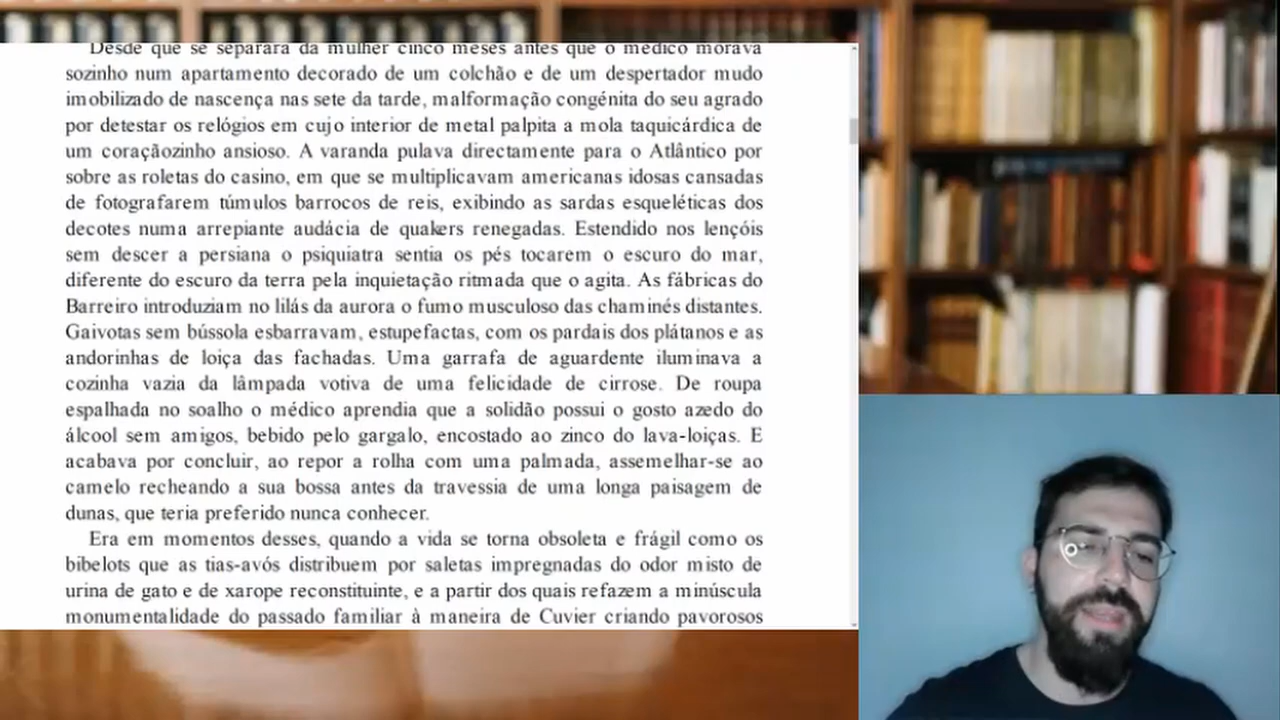 Desde que se separara da mulher cinco meses antes que o médico morava
sozinho num apartamento decorado de um colchão e de um despertador mudo
imobilizado de nascença nas sete da tarde, malformação congénita do seu agrado
por detestar os relógios em cujo interior de metal palpita a mola taquicárdica de
um coraçãozinho ansioso. A varanda pulava directamente para o Atlântico por
sobre as roletas do casino, em que se multiplicavam americanas idosas cansadas
de fotografarem túmulos barrocos de reis, exibindo as sardas esqueléticas dos
decotes numa arrepiante audácia de quakers renegadas. Estendido nos lençóis
sem descer a persiana o psiquiatra sentia os pés tocarem o escuro do mar,
diferente do escuro da terra pela inquietação ritmada que o agita. As fábricas do
Barreiro introduziam no lilás da aurora o fumo musculoso das chaminés distantes.
Gaivotas sem bússola esbarravam, estupefactas, com os pardais dos plátanos e as
andorinhas de loiça das fachadas. Uma garrafa de aguardente iluminava a
cozinha vazia da lâmpada votiva de uma felicidade de cirrose. De roupa
espalhada no soalho o médico aprendia que a solidão possui o gosto azedo do
álcool sem amigos, bebido pelo gargalo, encostado ao zinco do lava-loiças. E
acabava por concluir, ao repor a rolha com uma palmada, assemelhar-se ao
camelo recheando a sua bossa antes da travessia de uma longa paisagem de
dunas, que teria preferido nunca conhecer.
Era em momentos desses, quando a vida se torna obsoleta e frágil como os
bibelots que as tias-avós distribuem por saletas impregnadas do odor misto de
urina de gato e de xarope reconstituinte, e a partir dos quais refazem a minúscula
monumentalidade do passado familiar à maneira de Cuvier criando pavorosos